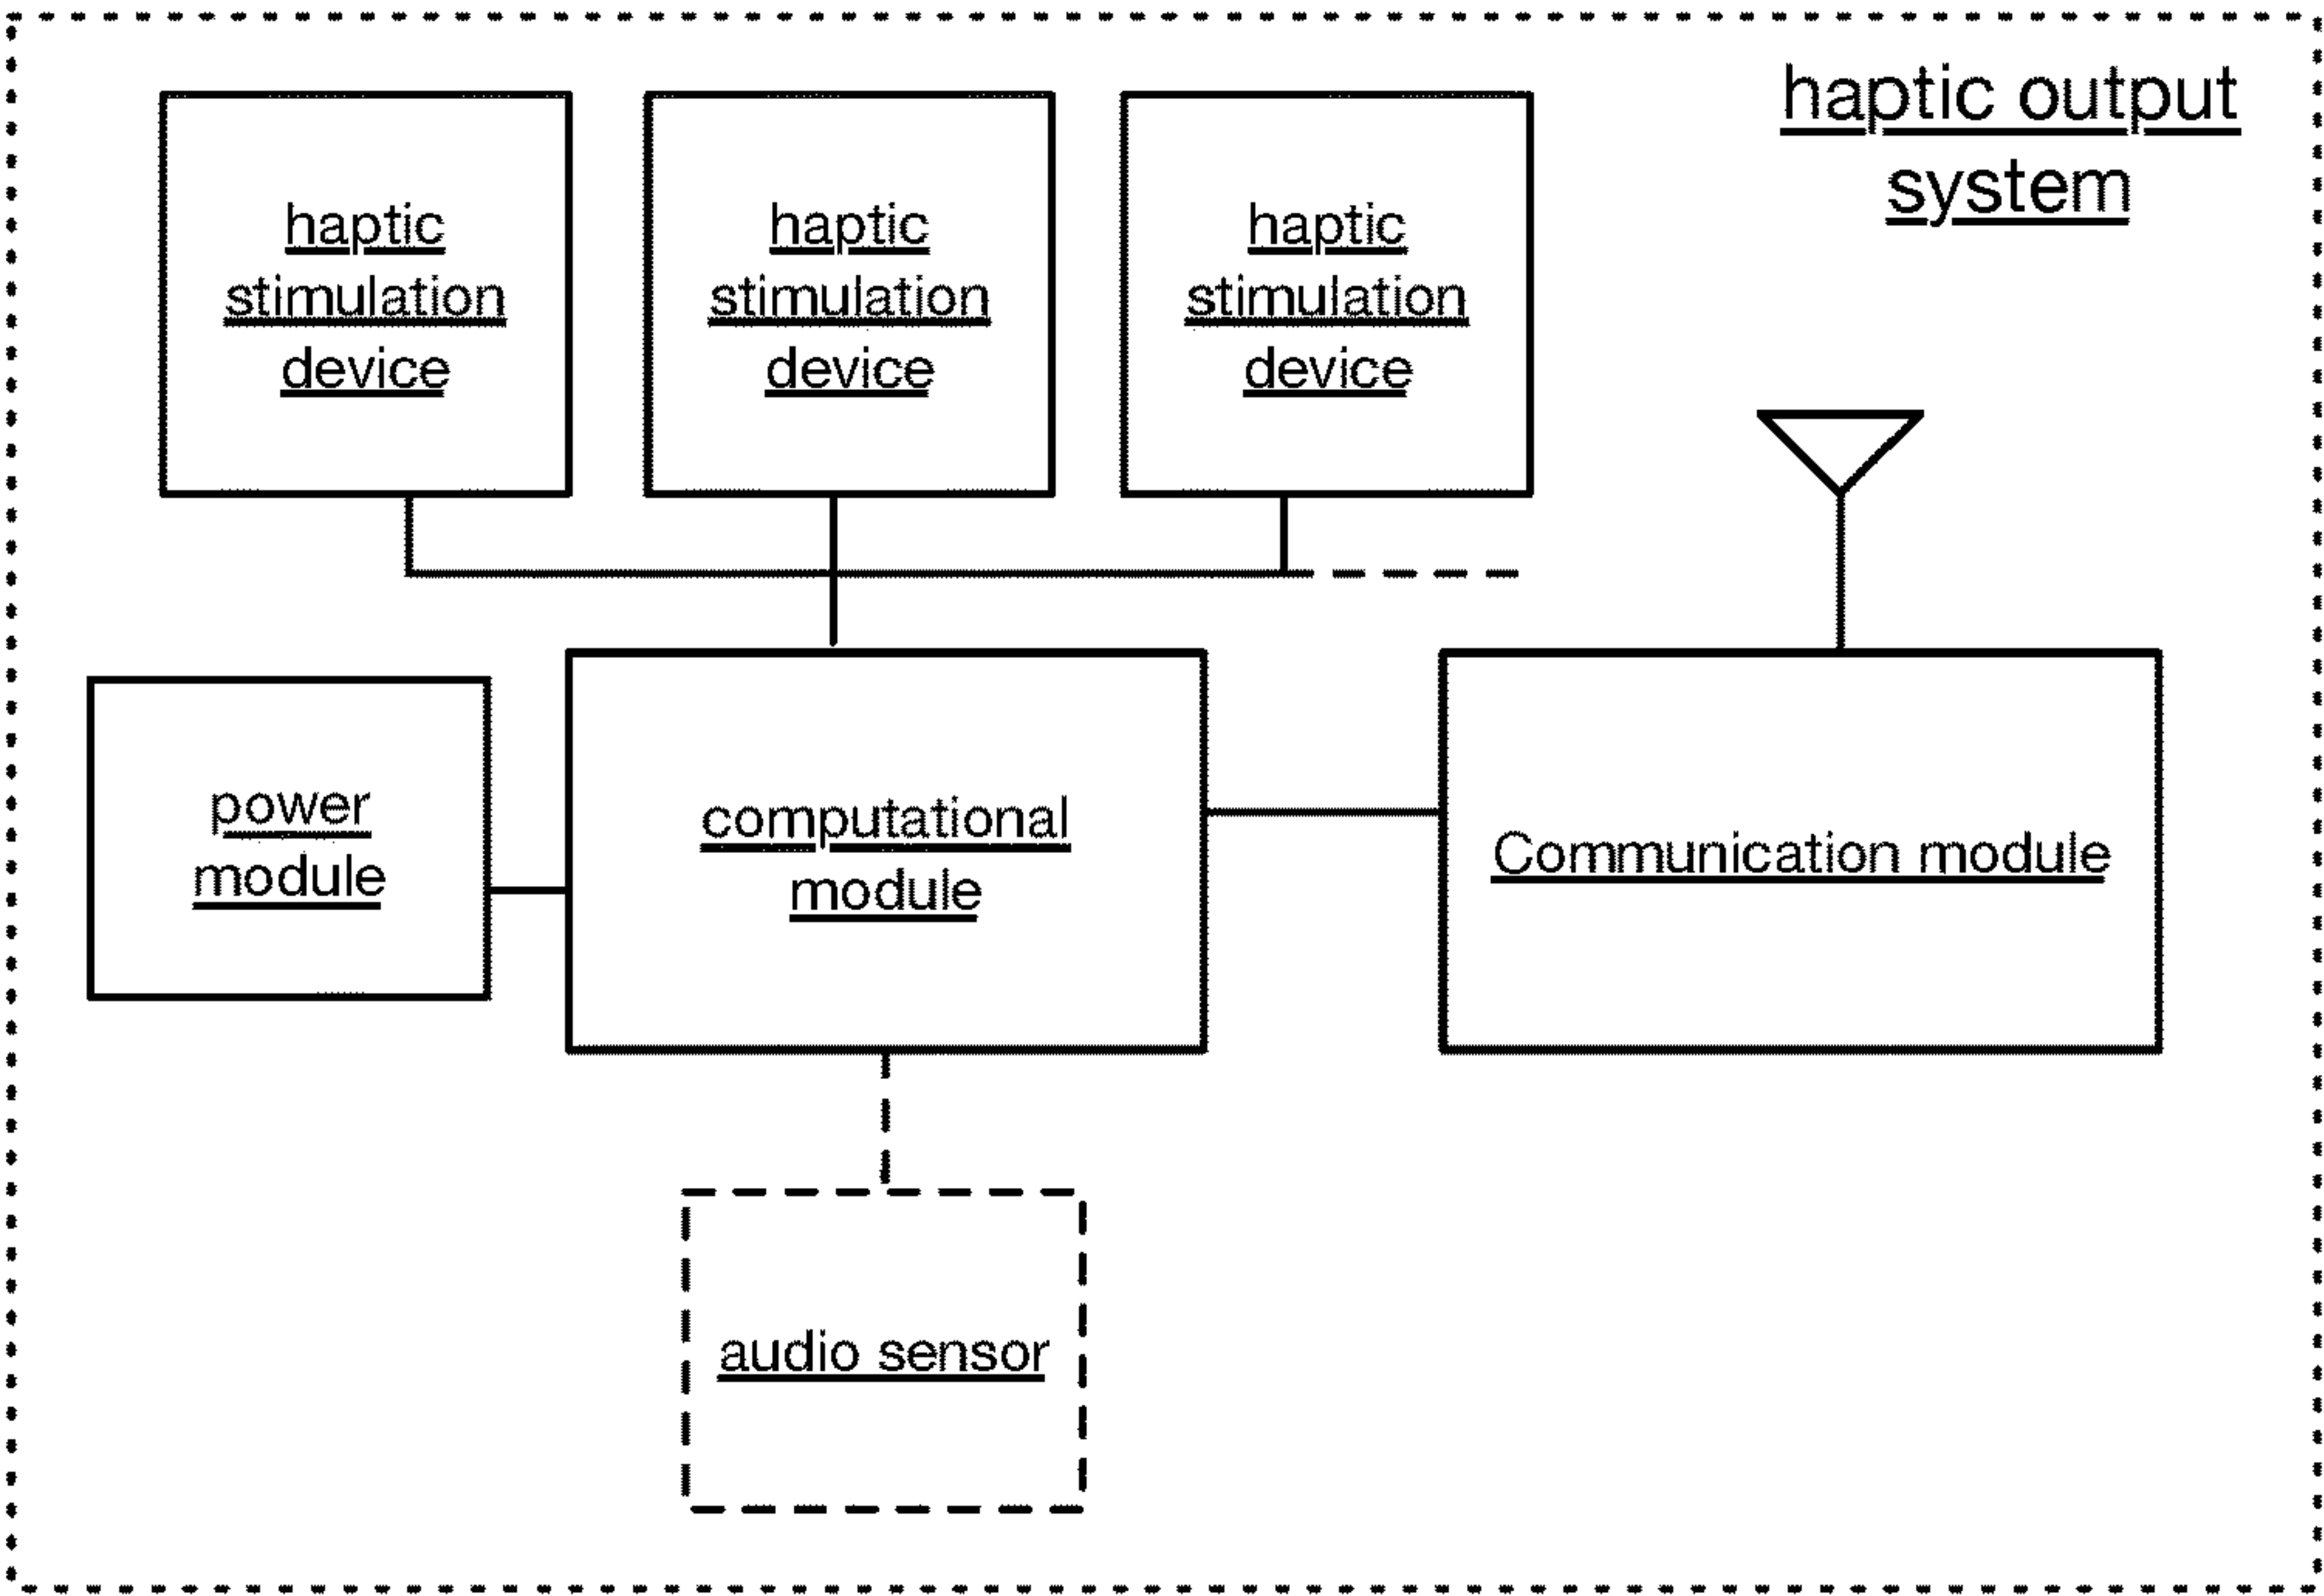 haptic output
system
haptic
stimulation
device
haptic
stimulation
device
haptic
stimulation
device
power
module
computational
module
Communication module
audio sensor